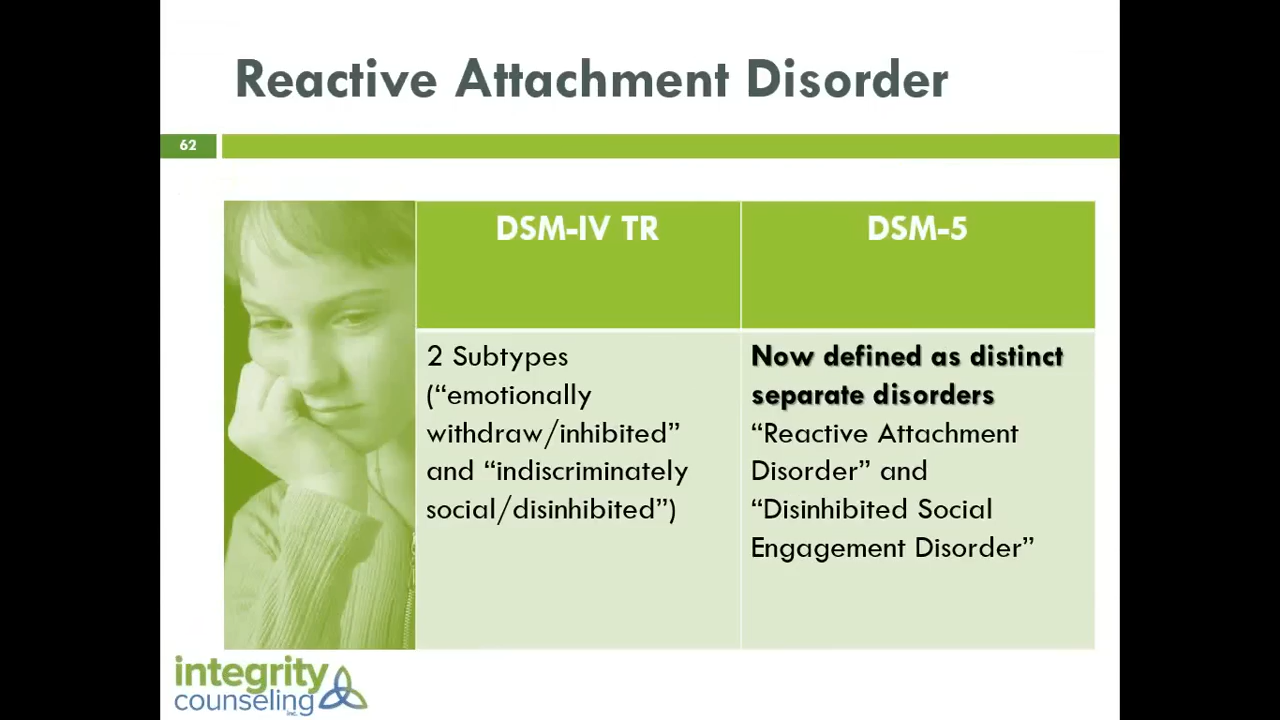 Reactive Attachment Disorder
62
DSM-IV TR
DSM-5
2 Subtypes
(“emotionally
withdraw/inhibited”
and “indiscriminately
social/disinhibited”)
Now defined as distinct
separate disorders
“Reactive Attachment
Disorder” and
“Disinhibited Social
Engagement Disorder”
integrity
counseling
inc.